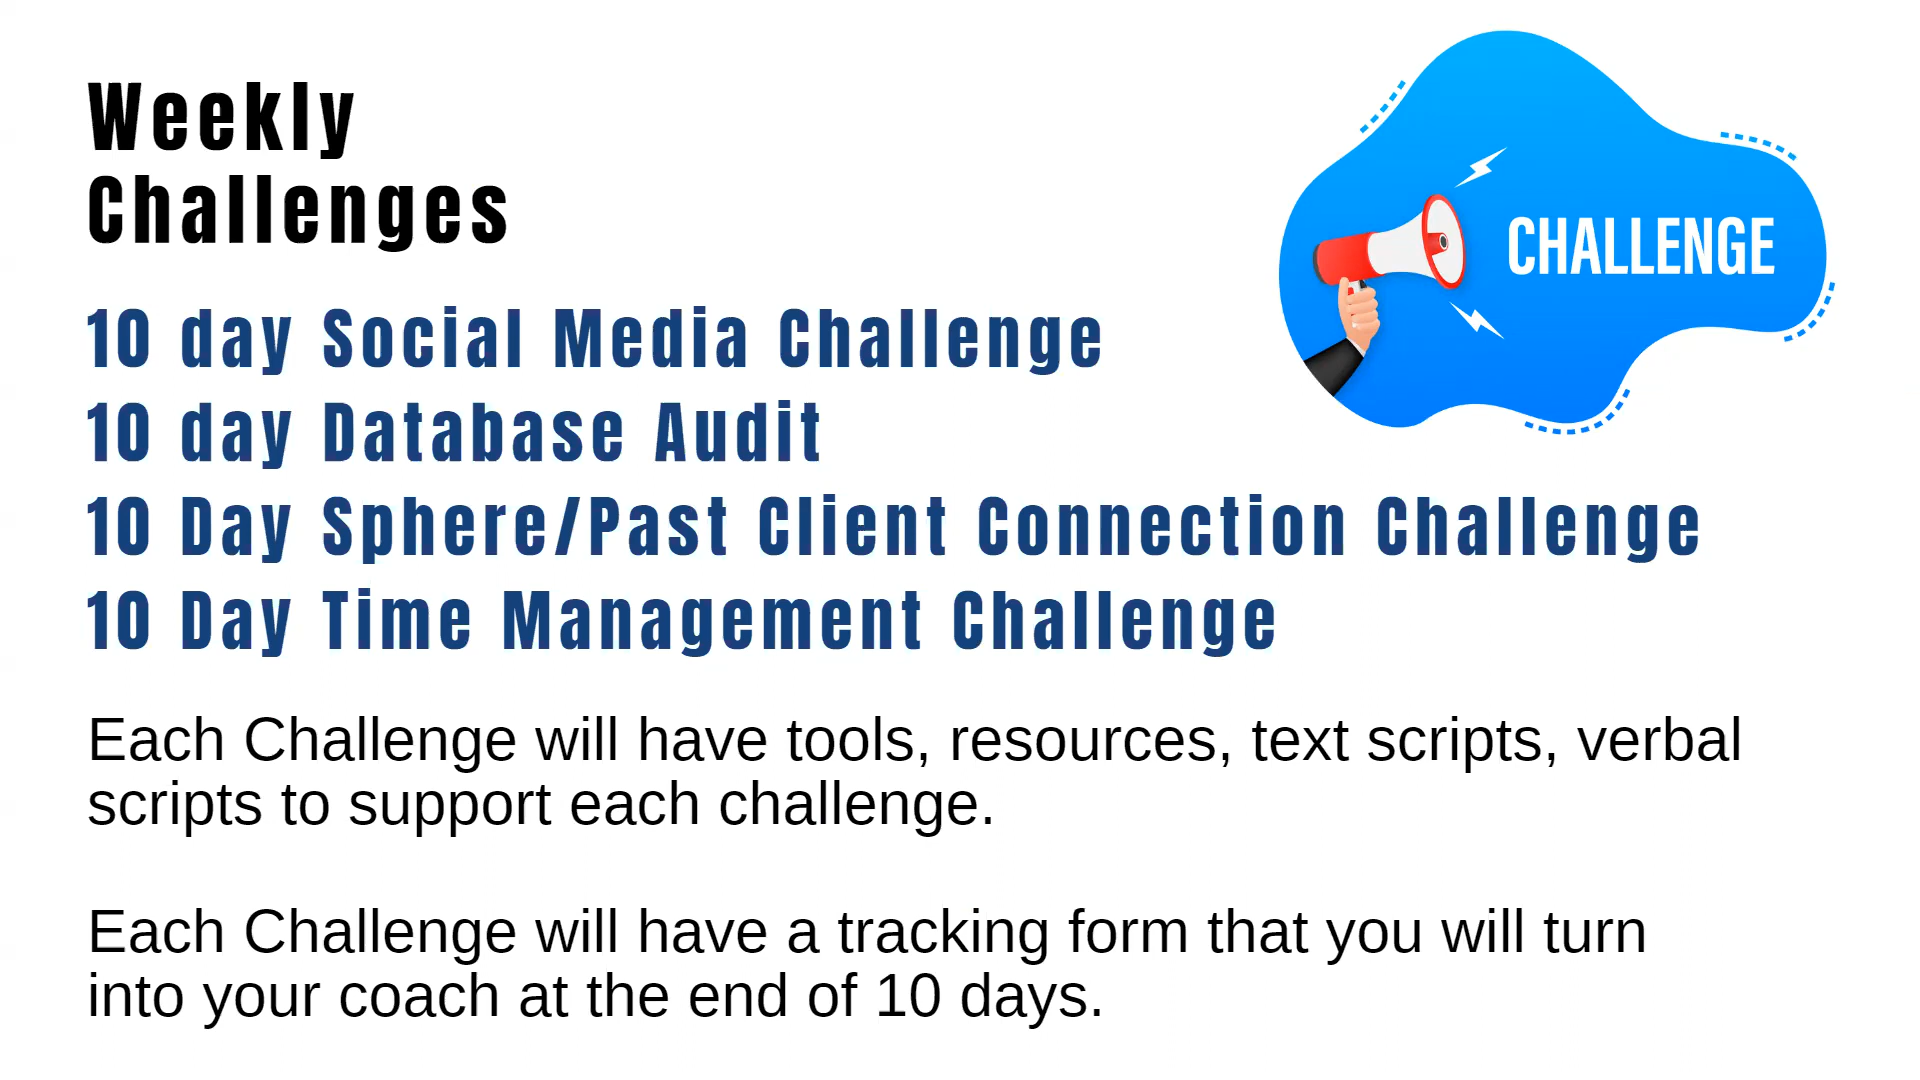 Weekly
Challenges
CHALLENGE
10 day Social Media Challenge
10 day Database Audit
10 Day Sphere/Past Client Connection Challenge
10 Day Time Management Challenge
Each Challenge will have tools, resources, text scripts, verbal
scripts to support each challenge.
Each Challenge will have a tracking form that you will turn
into your coach at the end of 10 days.